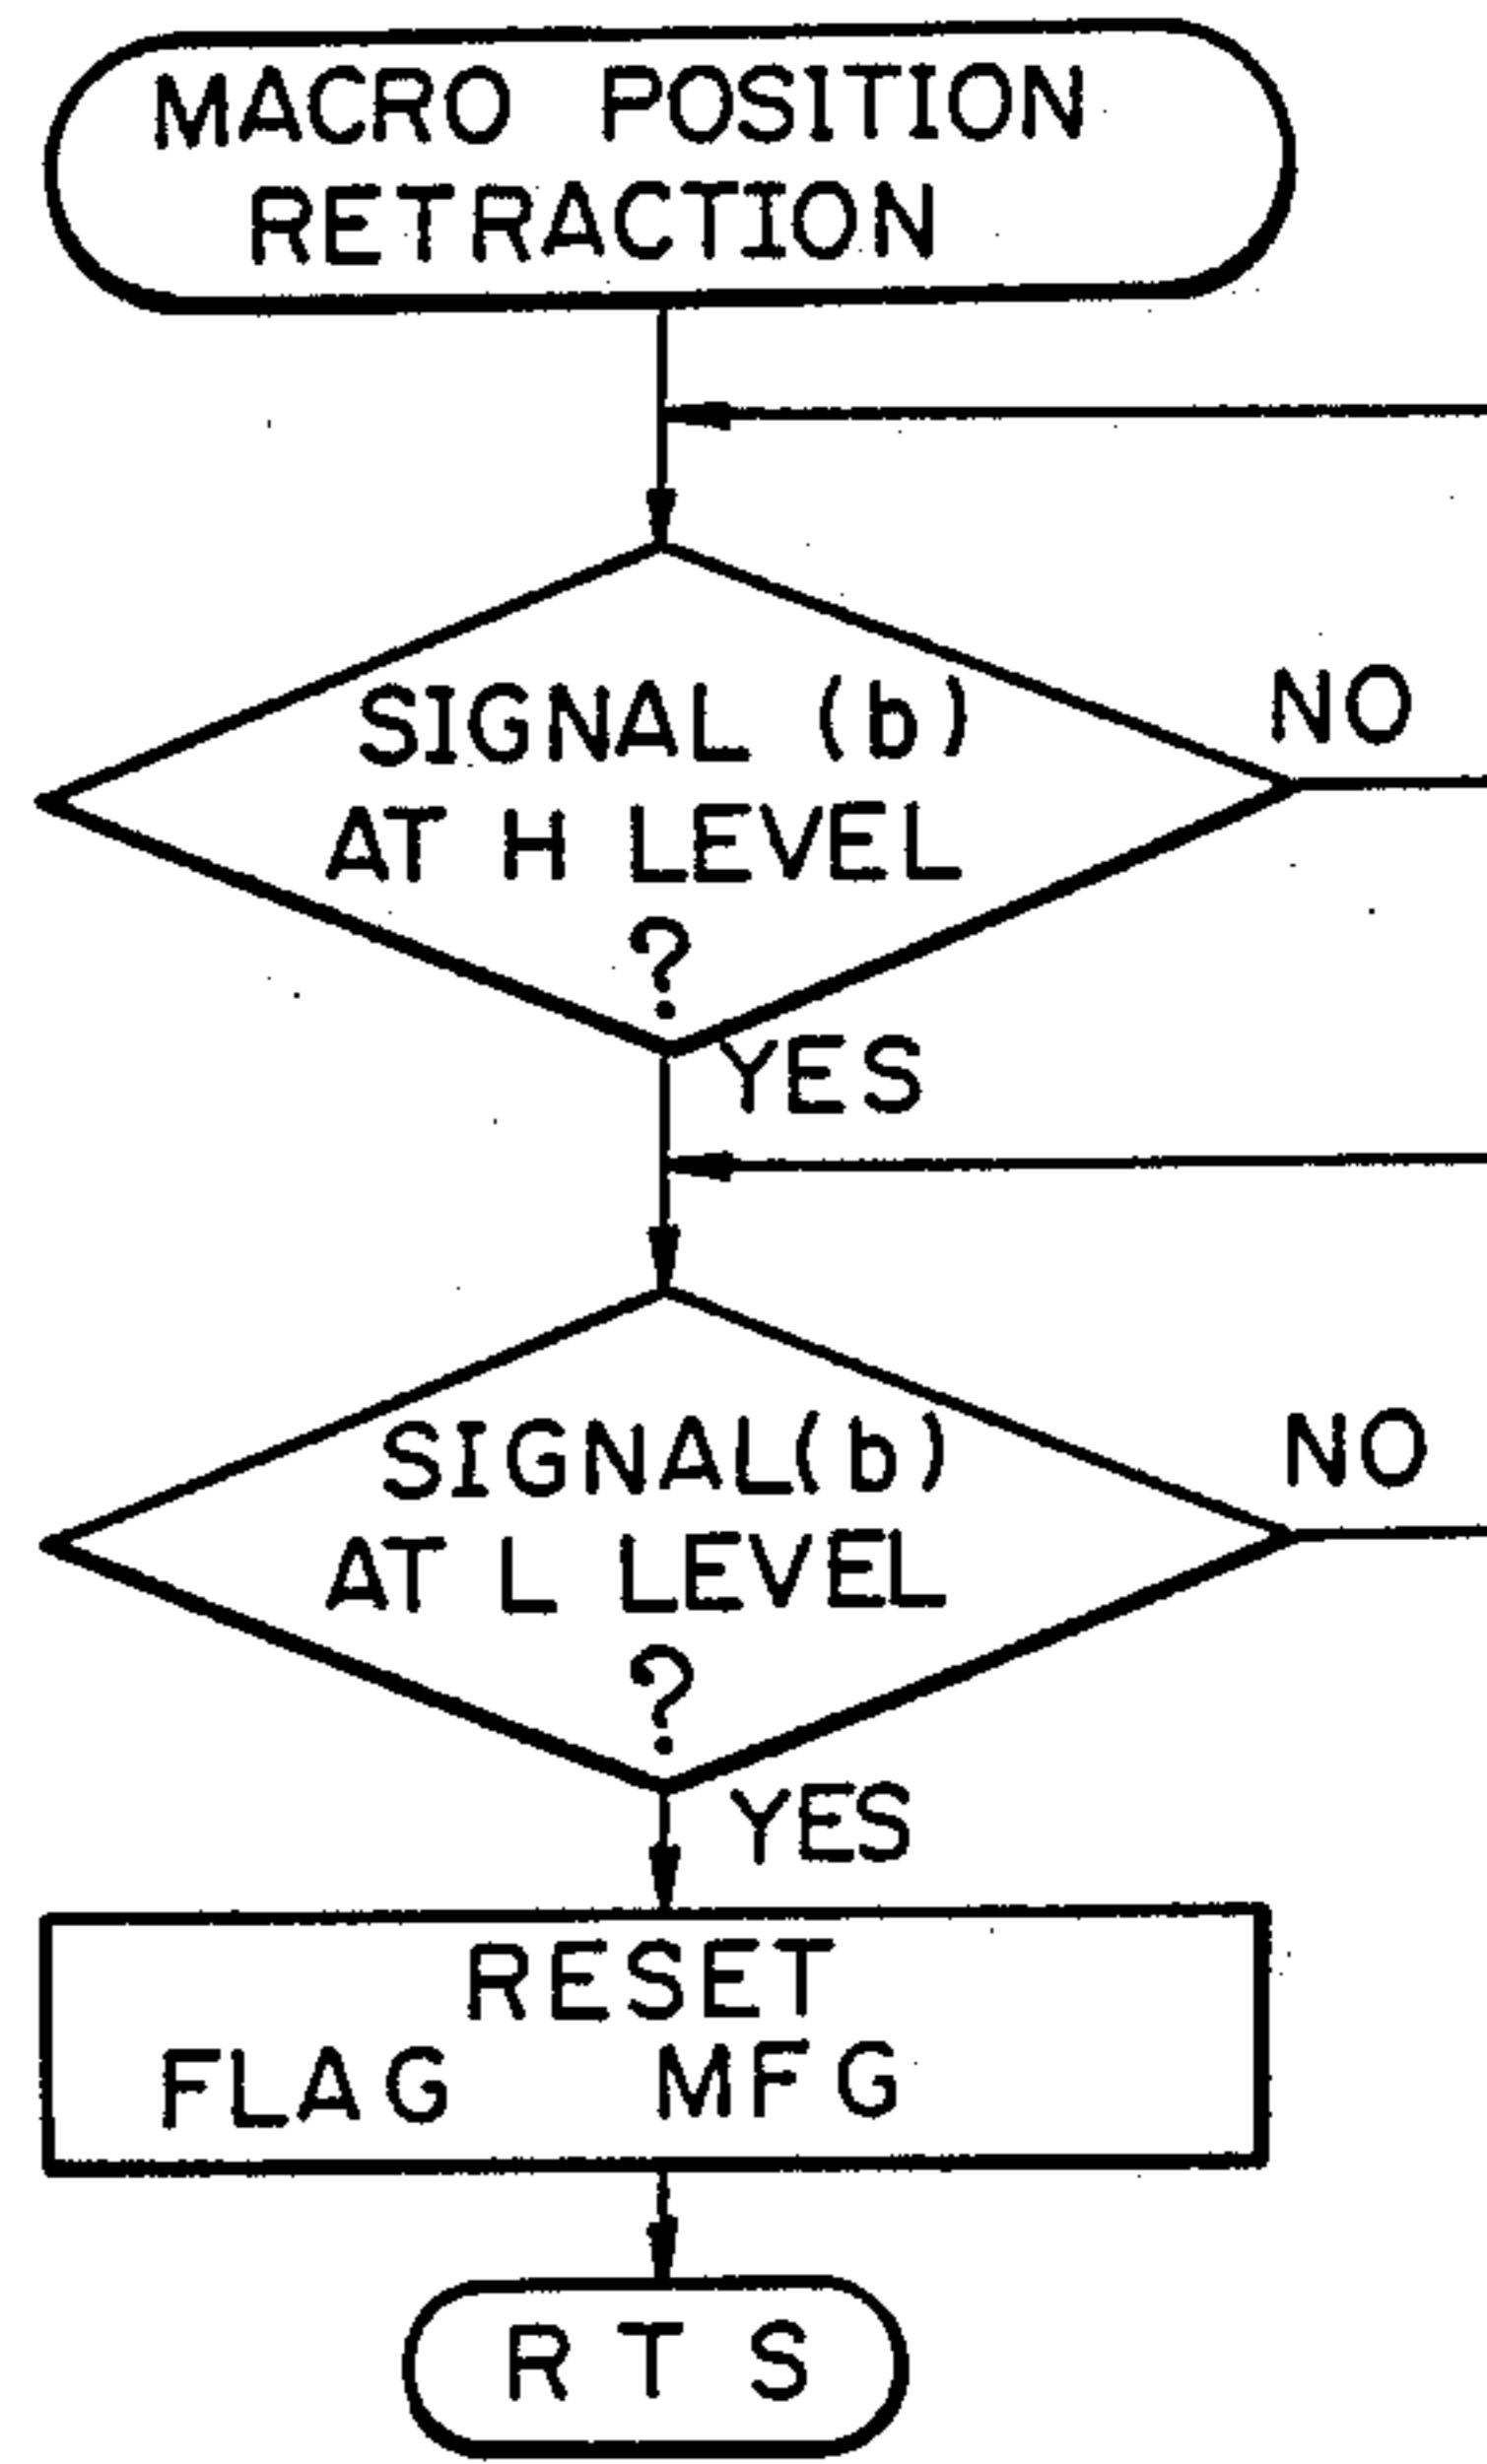 MACRO POSITION
RETRACTION
SIGNAL (b)
AT H LEVEL
?
NO
YES
SIGNAL(b)
AT L LEVEL
?
NO
YES
RESET
FLAG MFG
RTS